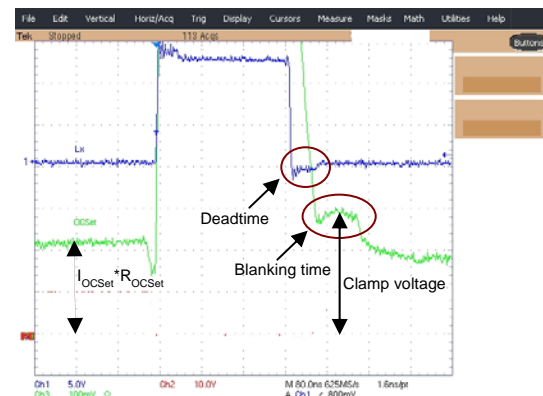 File Edit Vertical Horiz/Acq Trig Display Cursors Measure Masks Math Utilities Help
Tek Stopped 113 Acqs
Buttons
Lx
1
Deadtime
OCSet
Blanking time
I_OCSet*R_OCSet
Clamp voltage
Ch1 5.0V Ch2 10.0V M 80.0ns 625MS/s 1.6ns/pt
Ch3 100mV Ω A Ch1 800mV